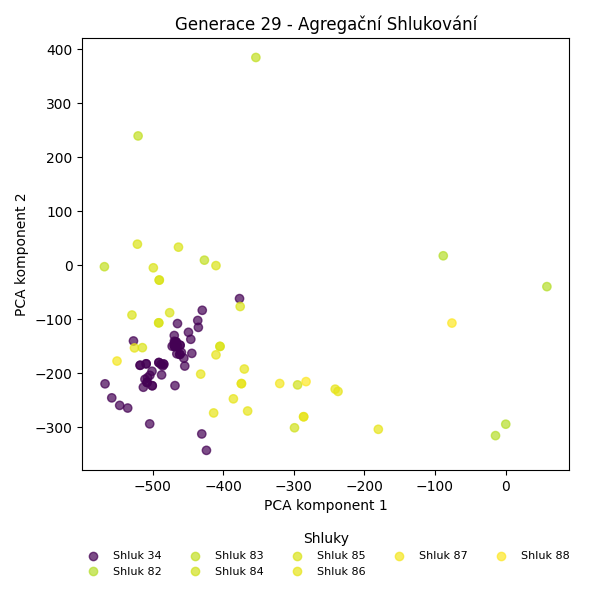 Generace 29 - Agregační Shlukování
400
300
200
100
0
−100
−200
−300
PCA komponent 2
−500 −400 −300 −200 −100 0
PCA komponent 1
Shluky
Shluk 34 Shluk 83 Shluk 85 Shluk 87 Shluk 88
Shluk 82 Shluk 84 Shluk 86